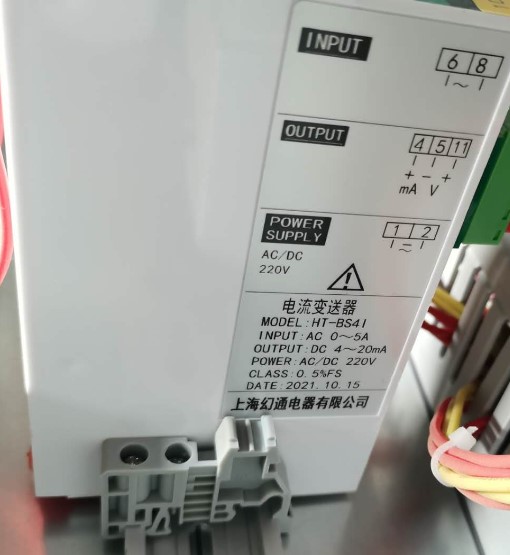 INPUT
6 8
I~I
OUTPUT
4 5 11
+ - +
mA V
POWER
SUPPLY
1 2
AC/DC
220V
电流变送器
MODEL:HT-BS4I
INPUT:AC 0~5A
OUTPUT:DC 4~20mA
POWER:AC/DC 220V
CLASS:0.5%FS
DATE:2021.10.15
上海幻通电器有限公司